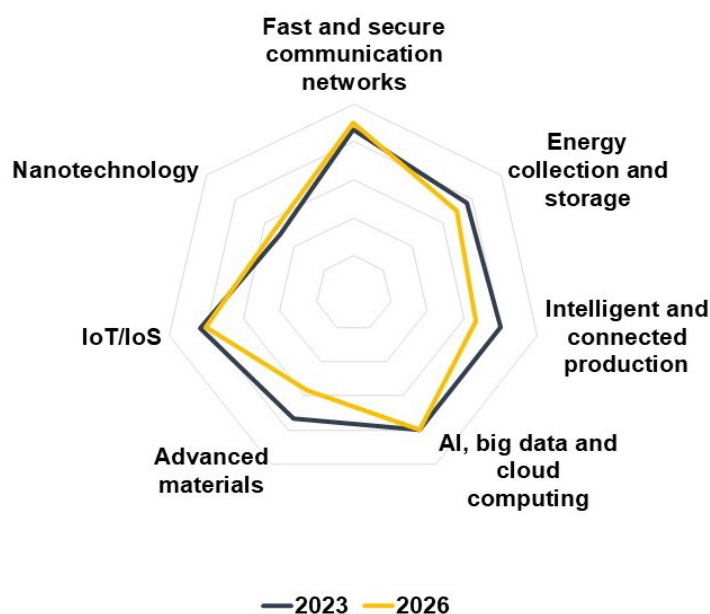 Fast and secure
communication
networks
Energy
collection and
storage
Nanotechnology
Intelligent and
connected
production
IoT/IoS
AI, big data and
cloud
computing
Advanced
materials
2023 2026